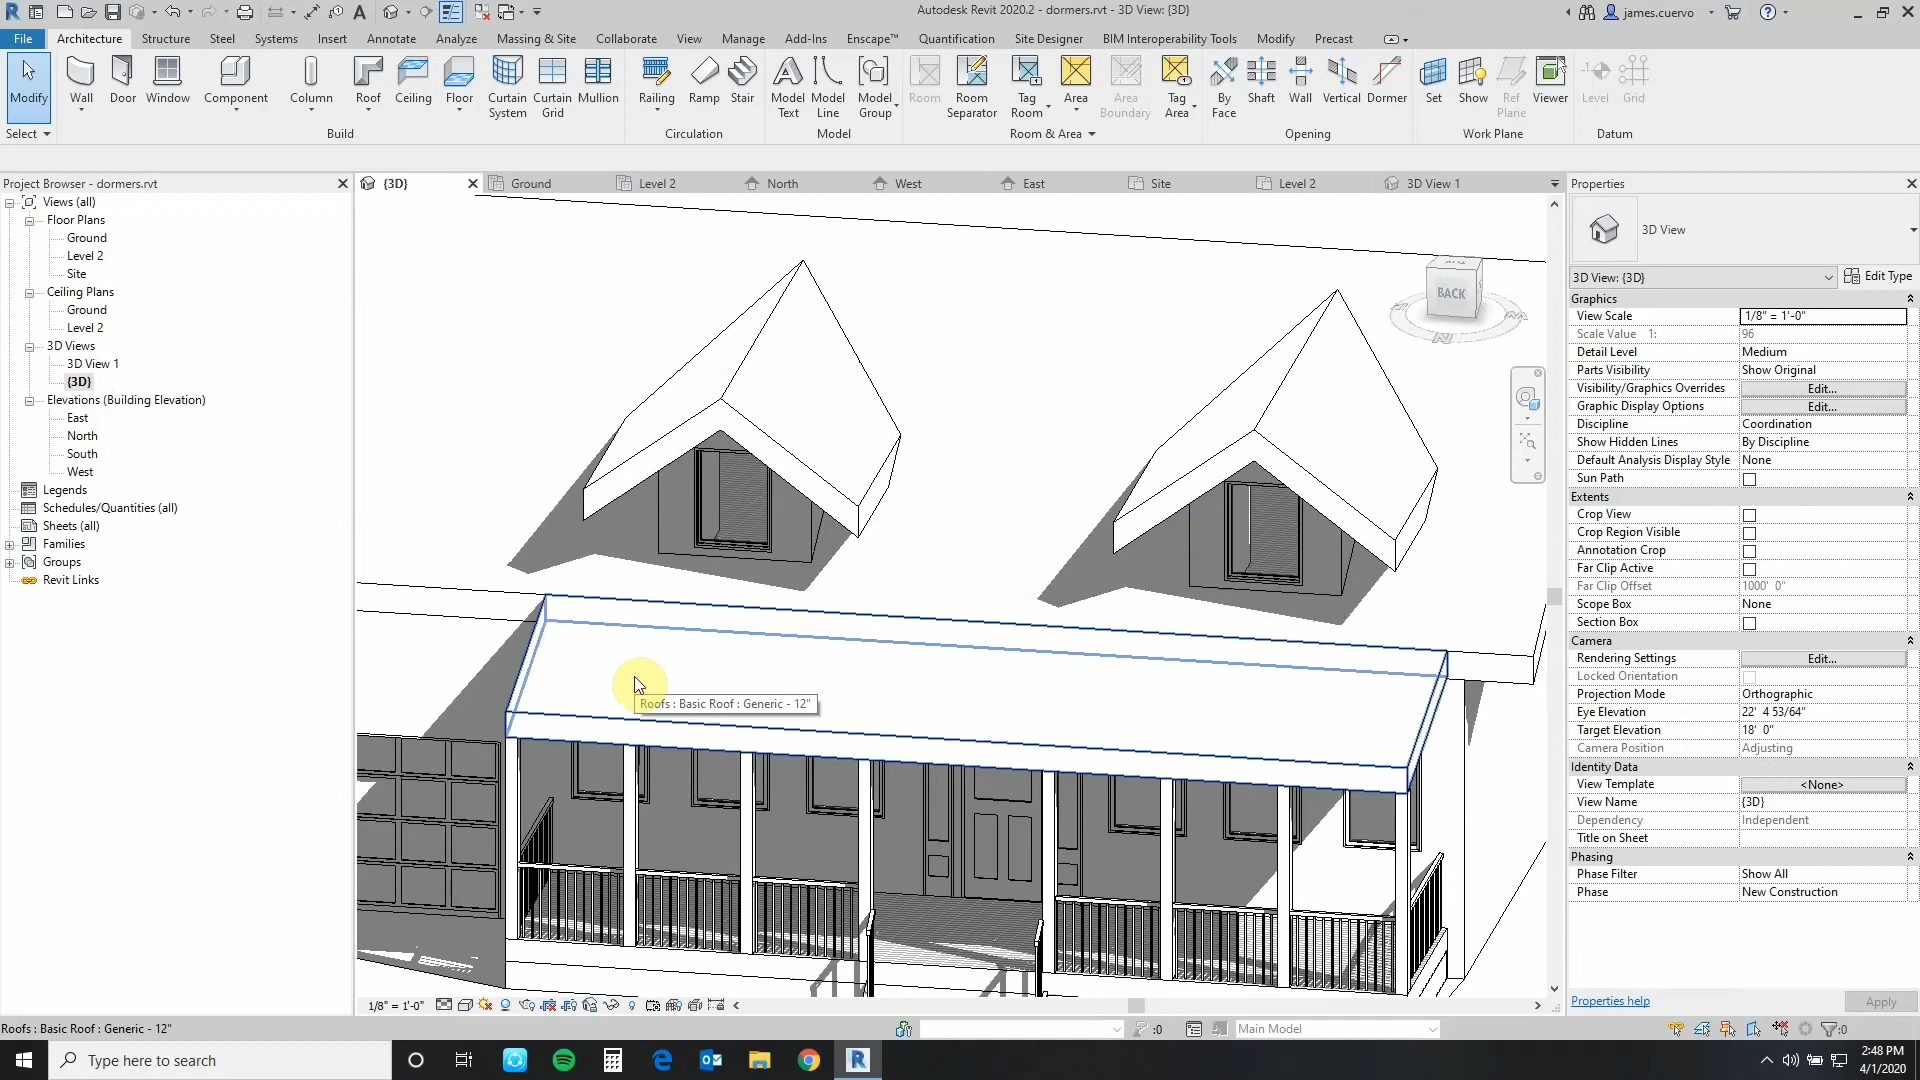 Autodesk Revit 2020.2 - dormers.rvt - 3D View: {3D}
james.cuervo
File Architecture Structure Steel Systems Insert Annotate Analyze Massing & Site Collaborate View Manage Add-Ins Enscape™ Quantification Site Designer BIM Interoperability Tools Modify Precast
Modify Wall Door Window Component Column Roof Ceiling Floor Curtain System Curtain Grid Mullion Railing Ramp Stair Model Text Model Line Model Group Room Room Separator Tag Room Area Area Boundary Tag Area By Face Shaft Wall Vertical Dormer Set Show Ref Plane Viewer Level Grid
Select Build Circulation Model Room & Area Opening Work Plane Datum
Project Browser - dormers.rvt
Views (all)
Floor Plans
Ground
Level 2
Site
Ceiling Plans
Ground
Level 2
3D Views
3D View 1
{3D}
Elevations (Building Elevation)
East
North
South
West
Legends
Schedules/Quantities (all)
Sheets (all)
Families
Groups
Revit Links
{3D} Ground Level 2 North West East Site Level 2 3D View 1
BACK
Roofs : Basic Roof : Generic - 12"
1/8" = 1'-0"
Properties
3D View
3D View: {3D} Edit Type
Graphics
View Scale 1/8" = 1'-0"
Scale Value 1: 96
Detail Level Medium
Parts Visibility Show Original
Visibility/Graphics Overrides Edit...
Graphic Display Options Edit...
Discipline Coordination
Show Hidden Lines By Discipline
Default Analysis Display Style None
Sun Path
Extents
Crop View
Crop Region Visible
Annotation Crop
Far Clip Active
Far Clip Offset 1000' 0"
Scope Box None
Section Box
Camera
Rendering Settings Edit...
Locked Orientation
Projection Mode Orthographic
Eye Elevation 22' 4 53/64"
Target Elevation 18' 0"
Camera Position Adjusting
Identity Data
View Template <None>
View Name {3D}
Dependency Independent
Title on Sheet
Phasing
Phase Filter Show All
Phase New Construction
Properties help Apply
Roofs : Basic Roof : Generic - 12" :0 Main Model :0
Type here to search
2:48 PM
4/1/2020